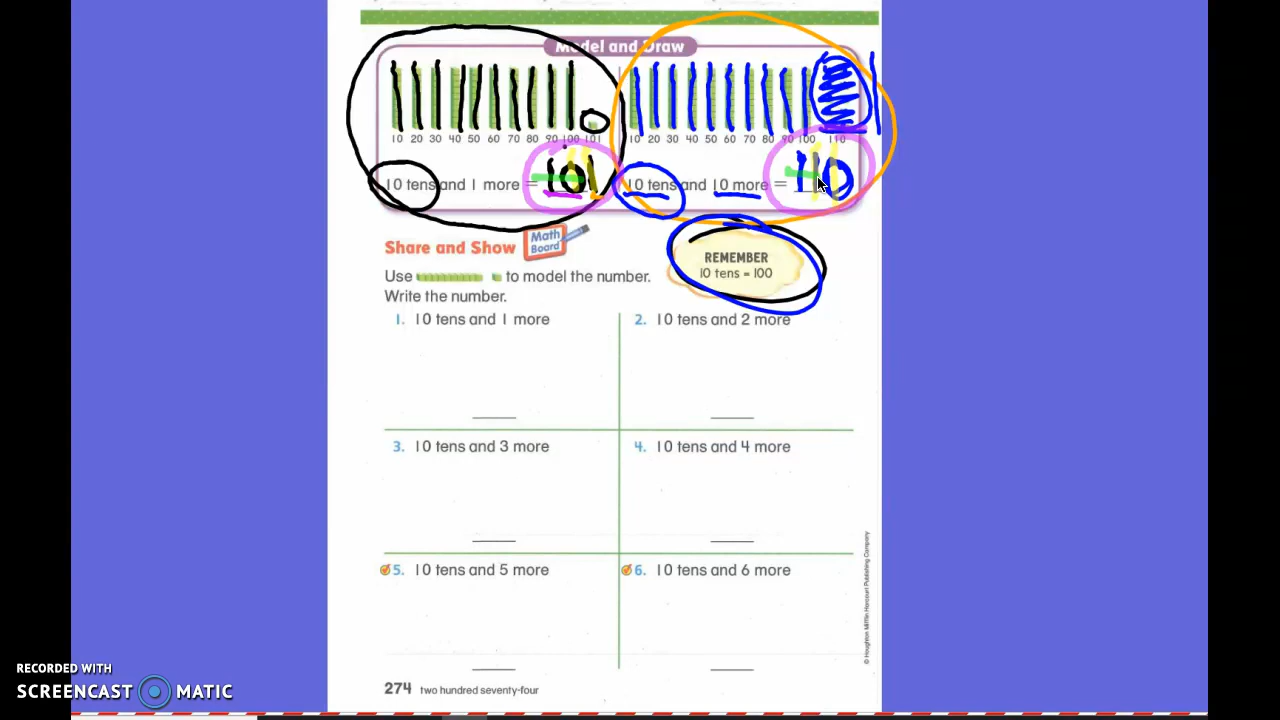 Model and Draw
10 20 30 40 50 60 70 80 90 100 101
10 20 30 40 50 60 70 80 90 100 110
10 tens and 1 more = 101
10 tens and 10 more = 110
Share and Show
Math
Board
REMEMBER
10 tens = 100
Use to model the number.
Write the number.
1. 10 tens and 1 more
2. 10 tens and 2 more
3. 10 tens and 3 more
4. 10 tens and 4 more
5. 10 tens and 5 more
6. 10 tens and 6 more
© Houghton Mifflin Harcourt Publishing Company
274 two hundred seventy-four
RECORDED WITH
SCREENCAST MATIC